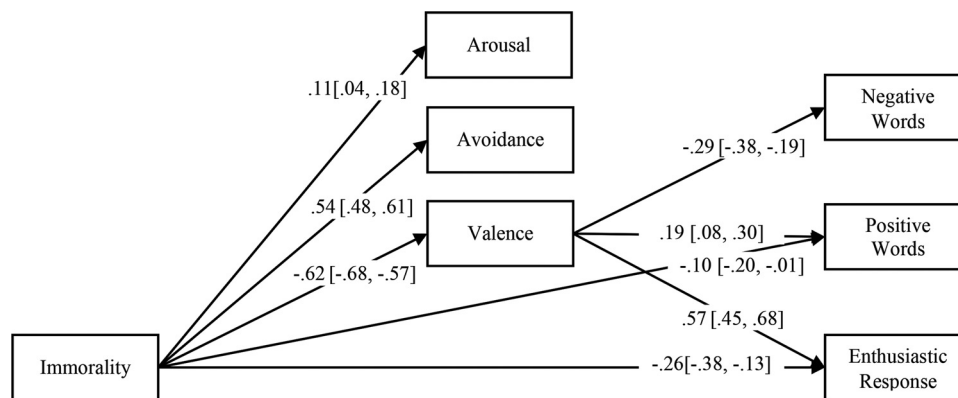 Arousal
.11[.04, .18]
Negative
Words
Avoidance
-.29 [-.38, -.19]
.54 [.48, .61]
Valence
.19 [.08, .30]
Positive
Words
-.62 [-.68, -.57]
-.10 [-.20, -.01]
.57 [.45, .68]
Immorality
-.26[-.38, -.13]
Enthusiastic
Response